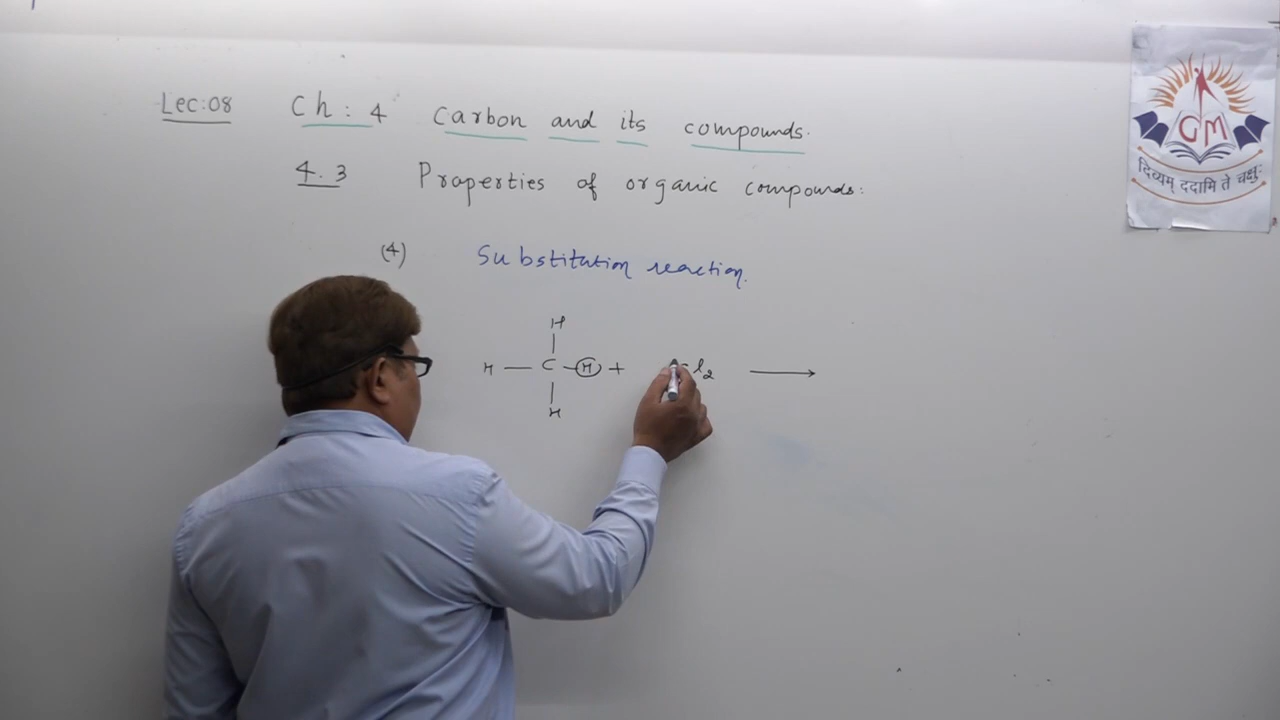 Lec:08 Ch: 4 Carbon and its compounds.
4.3 Properties of organic compounds:
(4) Substitution reaction.
H
H — C — H + l2 ⟶
H
GM
दिव्यम् ददामि ते चक्षुः